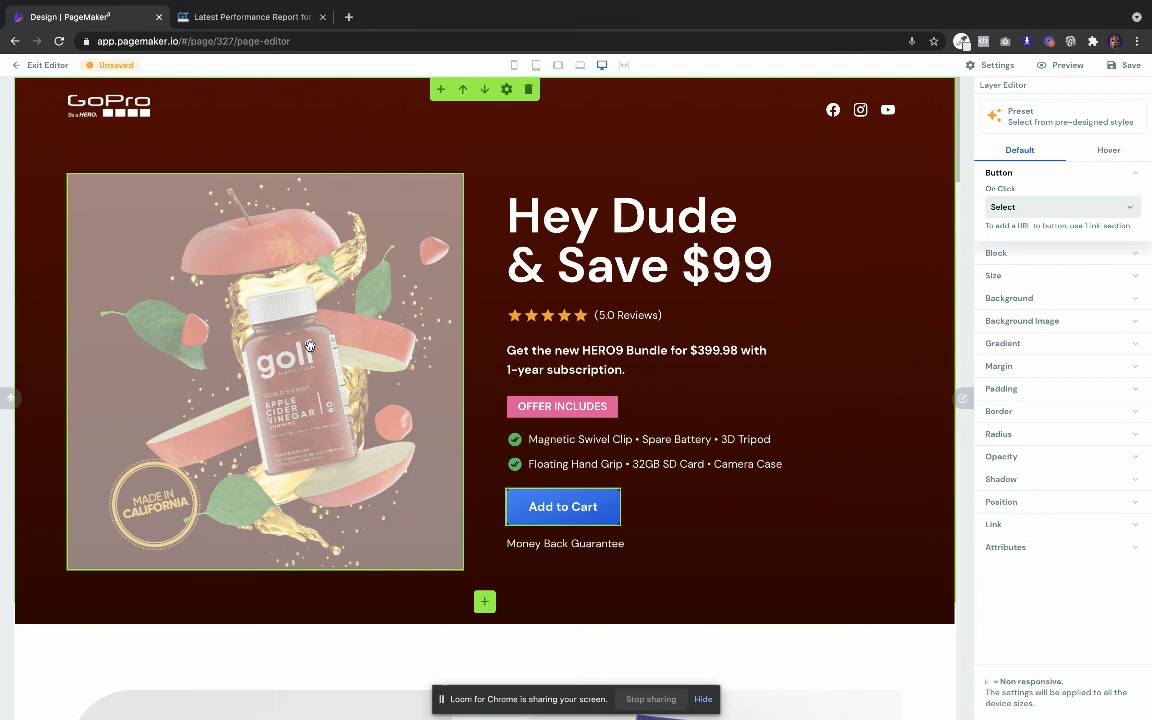 Design | PageMaker
Latest Performance Report for
app.pagemaker.io/#/page/327/page-editor
Exit Editor
Unsaved
Settings
Preview
Save
GoPro
Be a HERO.
Layer Editor
Preset
Select from pre-designed styles
Default
Hover
Button
On Click
Select
To add a URL to button, use 'Link' section.
Block
Size
Background
Background Image
Gradient
Margin
Padding
Border
Radius
Opacity
Shadow
Position
Link
Attributes
= Non responsive.
The settings will be applied to all the
device sizes.
goli
NUTRITION
WORLD'S FIRST
APPLE
CIDER
VINEGAR
GUMMIES
MADE IN
CALIFORNIA
Hey Dude
& Save $99
(5.0 Reviews)
Get the new HERO9 Bundle for $399.98 with
1-year subscription.
OFFER INCLUDES
Magnetic Swivel Clip • Spare Battery • 3D Tripod
Floating Hand Grip • 32GB SD Card • Camera Case
Add to Cart
Money Back Guarantee
Loom for Chrome is sharing your screen.
Stop sharing
Hide